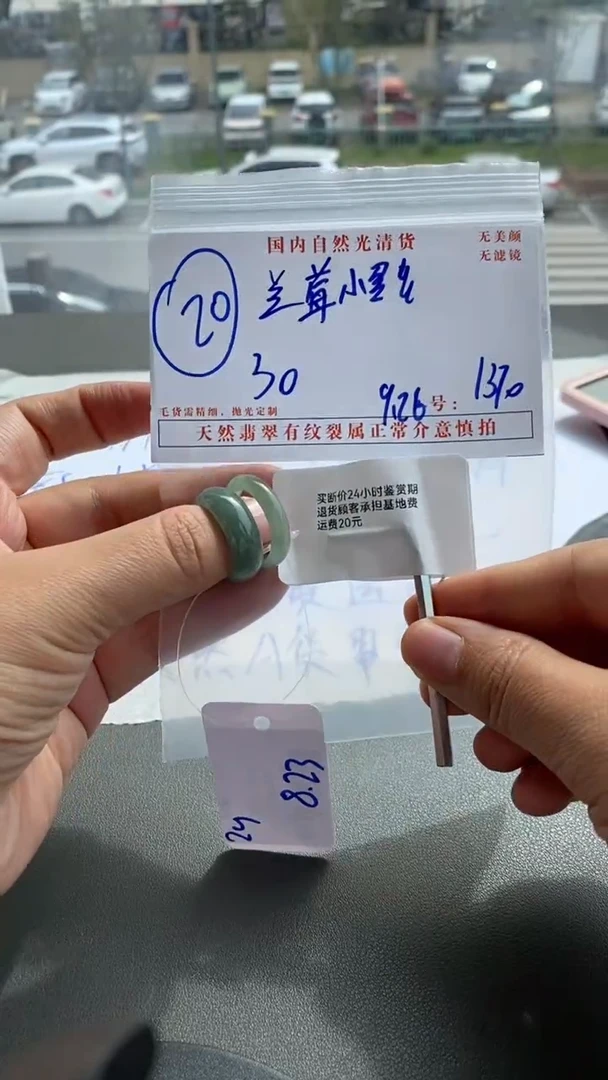 国内自然光清货
无美颜
无滤镜
20
兰茸小
30
毛货需精细、抛光定制
9.26号：1370
天然翡翠有纹裂属正常介意慎拍
买断价24小时鉴赏期
退货顾客承担基地费
运费20元
24
8.23